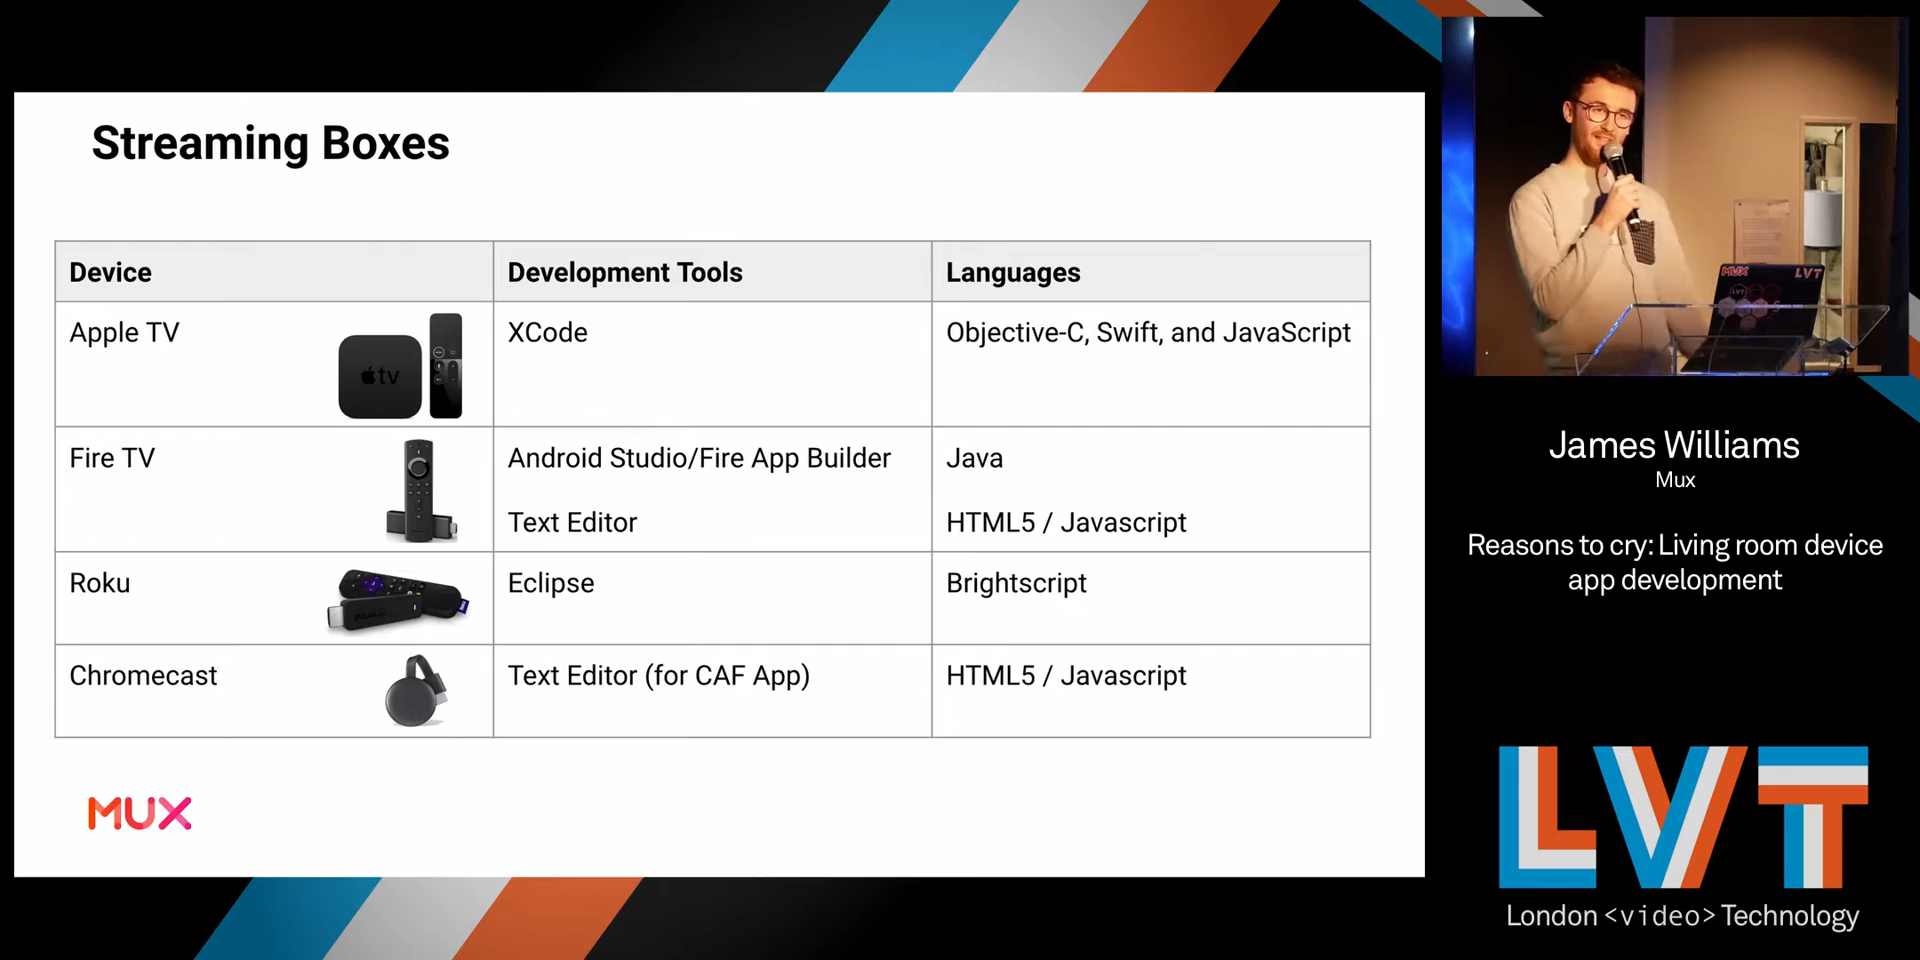 Streaming Boxes
Device
Development Tools
Languages
Apple TV
tv
XCode
Objective-C, Swift, and JavaScript
Fire TV
Android Studio/Fire App Builder
Java
Text Editor
HTML5 / Javascript
Roku
Eclipse
Brightscript
Chromecast
Text Editor (for CAF App)
HTML5 / Javascript
MUX
MUX
LVT
James Williams
Mux
Reasons to cry: Living room device
app development
LVT
London <video> Technology